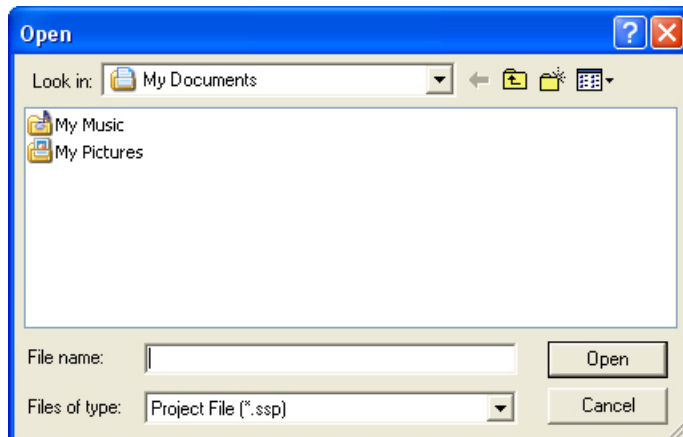 Open
Look in: My Documents
My Music
My Pictures
File name:
Open
Files of type: Project File (*.ssp)
Cancel